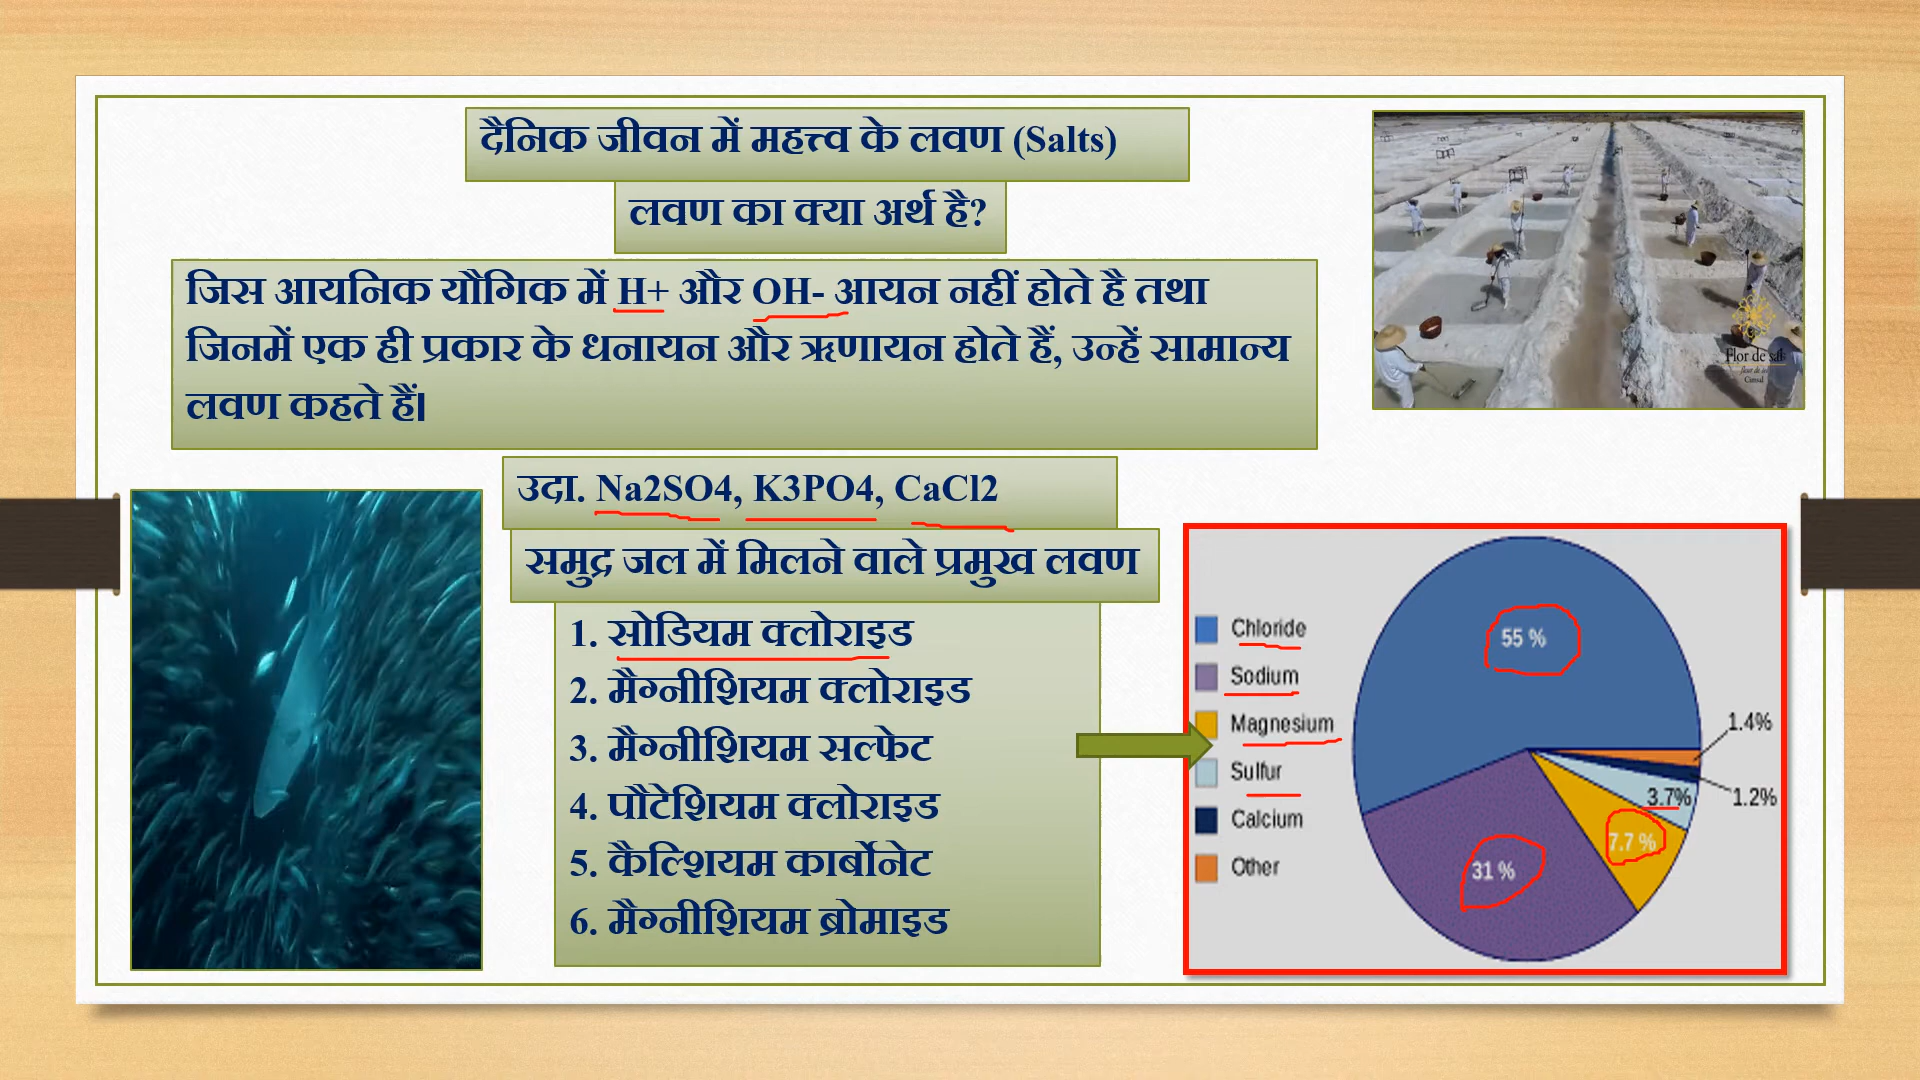 दैनिक जीवन में महत्त्व के लवण (Salts)
लवण का क्या अर्थ है?
जिस आयनिक यौगिक में H+ और OH- आयन नहीं होते है तथा
जिनमें एक ही प्रकार के धनायन और ऋणायन होते हैं, उन्हें सामान्य
लवण कहते हैं।
Flor de sal
उदा. Na2SO4, K3PO4, CaCl2
समुद्र जल में मिलने वाले प्रमुख लवण
1. सोडियम क्लोराइड
2. मैग्नीशियम क्लोराइड
3. मैग्नीशियम सल्फेट
4. पौटेशियम क्लोराइड
5. कैल्शियम कार्बोनेट
6. मैग्नीशियम ब्रोमाइड
Chloride
Sodium
Magnesium
Sulfur
Calcium
Other
55 %
1.4%
1.2%
3.7%
7.7 %
31 %